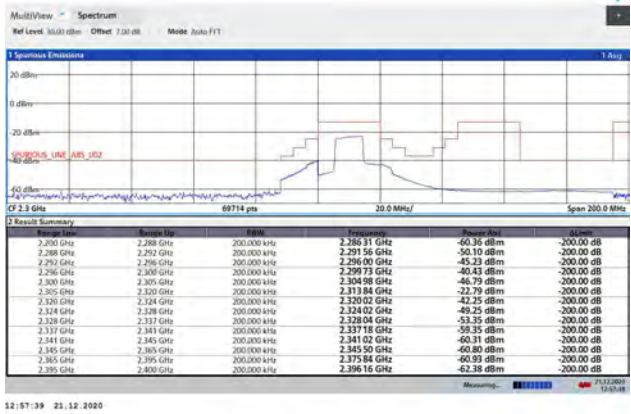 MultiView Spectrum
Ref Level 30.00 dBm Offset 7.00 dB Mode Auto FFT
1 Spurious Emissions 1 Avg
20 dBm
0 dBm
-20 dBm
SPURIOUS_LINE_ABS_U02
-40 dBm
-60 dBm
CF 2.3 GHz 69714 pts 20.0 MHz/ Span 200.0 MHz
2 Result Summary
Range Low Range Up RBW Frequency Power Abs ΔLimit
2.200 GHz 2.288 GHz 200.000 kHz 2.286 31 GHz -60.36 dBm -200.00 dB
2.288 GHz 2.292 GHz 200.000 kHz 2.291 56 GHz -50.10 dBm -200.00 dB
2.292 GHz 2.296 GHz 200.000 kHz 2.296 00 GHz -45.23 dBm -200.00 dB
2.296 GHz 2.300 GHz 200.000 kHz 2.299 73 GHz -40.43 dBm -200.00 dB
2.300 GHz 2.305 GHz 200.000 kHz 2.304 98 GHz -46.79 dBm -200.00 dB
2.305 GHz 2.320 GHz 200.000 kHz 2.313 84 GHz -22.79 dBm -200.00 dB
2.320 GHz 2.324 GHz 200.000 kHz 2.320 02 GHz -42.25 dBm -200.00 dB
2.324 GHz 2.328 GHz 200.000 kHz 2.324 02 GHz -49.25 dBm -200.00 dB
2.328 GHz 2.337 GHz 200.000 kHz 2.328 04 GHz -53.35 dBm -200.00 dB
2.337 GHz 2.341 GHz 200.000 kHz 2.337 18 GHz -59.35 dBm -200.00 dB
2.341 GHz 2.345 GHz 200.000 kHz 2.341 02 GHz -60.31 dBm -200.00 dB
2.345 GHz 2.365 GHz 200.000 kHz 2.345 50 GHz -60.80 dBm -200.00 dB
2.365 GHz 2.395 GHz 200.000 kHz 2.375 84 GHz -60.93 dBm -200.00 dB
2.395 GHz 2.400 GHz 200.000 kHz 2.396 16 GHz -62.38 dBm -200.00 dB
Measuring... 21.12.2020
12:57:39
12:57:39 21.12.2020